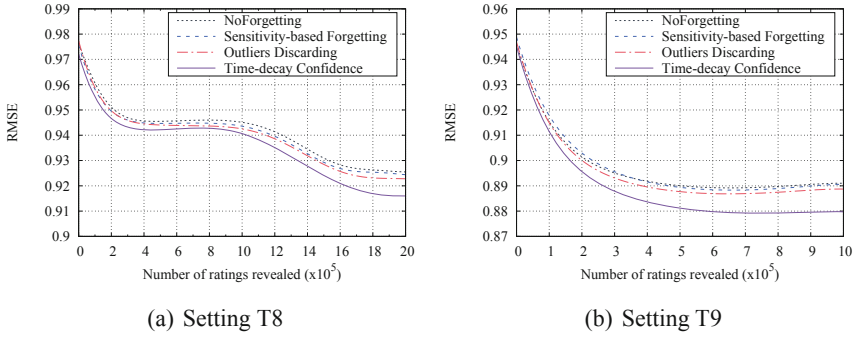 0.99
0.98
0.97
0.96
0.95
0.94
0.93
0.92
0.91
0.9
RMSE
NoForgetting
Sensitivity-based Forgetting
Outliers Discarding
Time-decay Confidence
0 2 4 6 8 10 12 14 16 18 20
Number of ratings revealed (x10^5)
(a) Setting T8
0.96
0.95
0.94
0.93
0.92
0.91
0.9
0.89
0.88
0.87
RMSE
NoForgetting
Sensitivity-based Forgetting
Outliers Discarding
Time-decay Confidence
0 1 2 3 4 5 6 7 8 9 10
Number of ratings revealed (x10^5)
(b) Setting T9